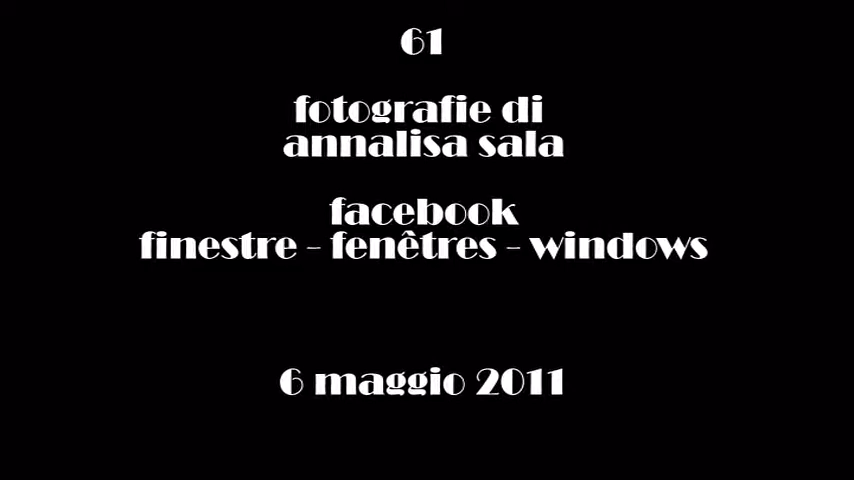 61
fotografie di
annalisa sala
facebook
finestre - fenêtres - windows
6 maggio 2011